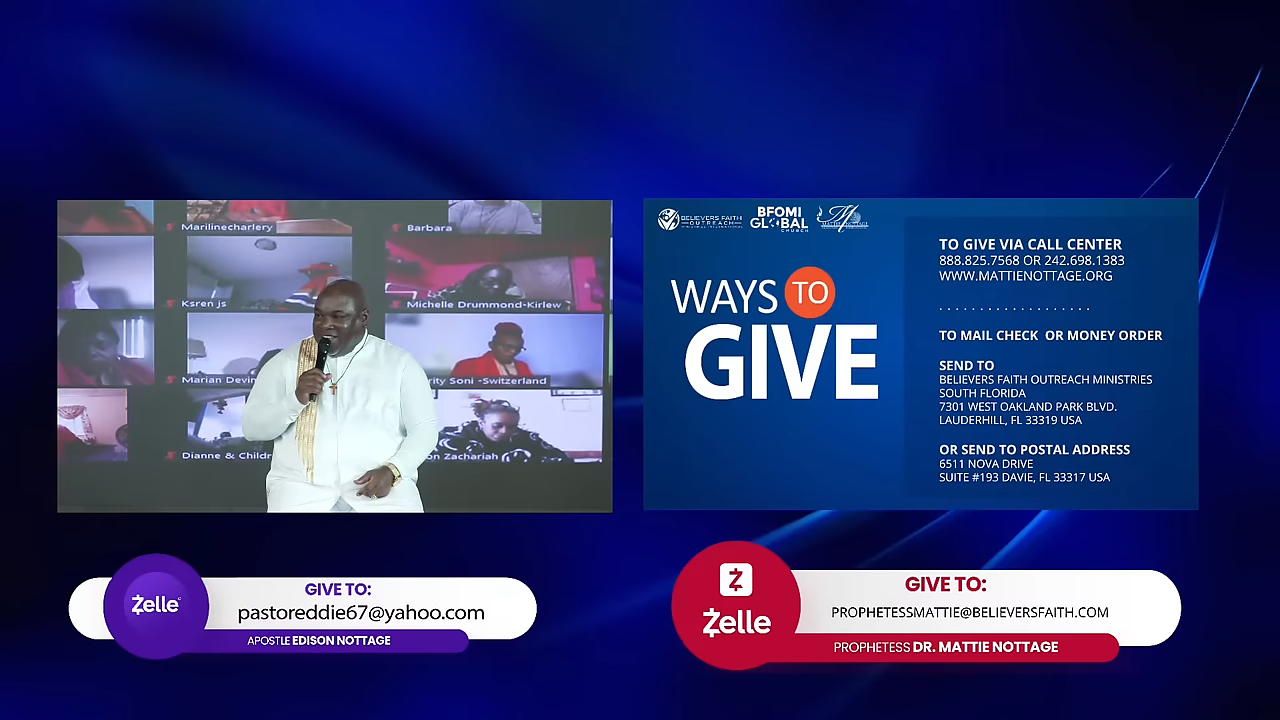 Marilinecharlery
Barbara
Ksren js
Michelle Drummond-Kirlew
Marian Devin
rity Soni -Switzerland
Dianne & Childr
on Zachariah
BELIEVERS FAITH
OUTREACH
BFOMI
GLOBAL
CHURCH
WAYS TO
GIVE
TO GIVE VIA CALL CENTER
888.825.7568 OR 242.698.1383
WWW.MATTIENOTTAGE.ORG
TO MAIL CHECK OR MONEY ORDER
SEND TO
BELIEVERS FAITH OUTREACH MINISTRIES
SOUTH FLORIDA
7301 WEST OAKLAND PARK BLVD.
LAUDERHILL, FL 33319 USA
OR SEND TO POSTAL ADDRESS
6511 NOVA DRIVE
SUITE #193 DAVIE, FL 33317 USA
Zelle
GIVE TO:
pastoreddie67@yahoo.com
APOSTLE EDISON NOTTAGE
Z
Zelle
GIVE TO:
PROPHETESSMATTIE@BELIEVERSFAITH.COM
PROPHETESS DR. MATTIE NOTTAGE